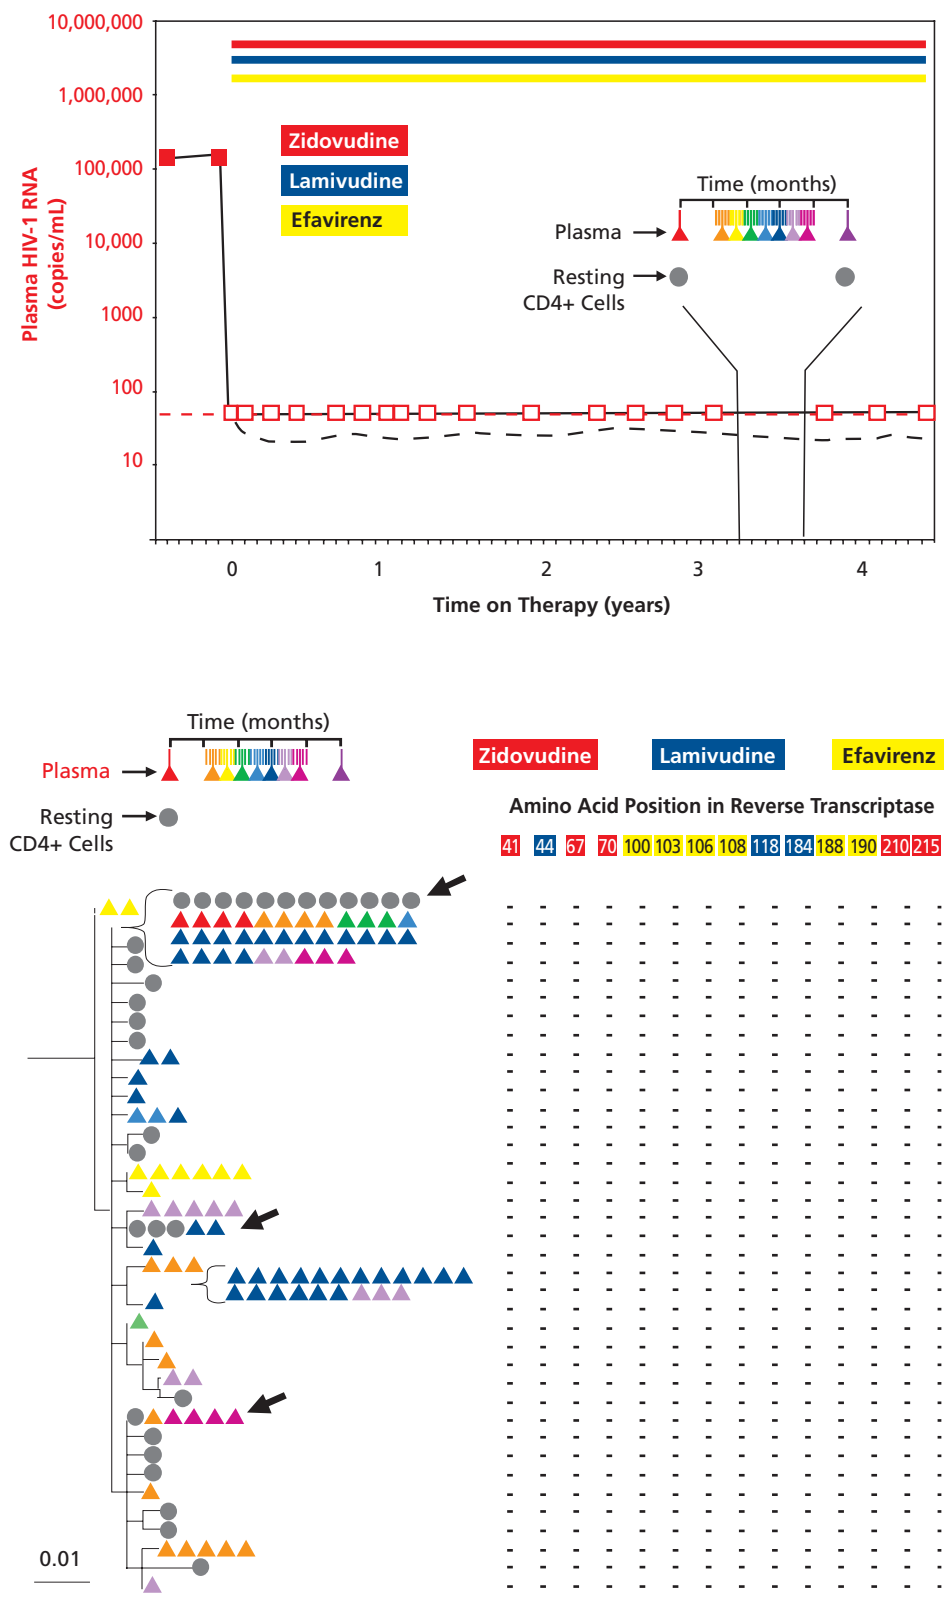 10,000,000
1,000,000
100,000
10,000
1000
100
10
Plasma HIV-1 RNA
(copies/mL)
Zidovudine
Lamivudine
Efavirenz
Time (months)
Plasma
Resting
CD4+ Cells
0 1 2 3 4
Time on Therapy (years)
Time (months)
Plasma
Resting
CD4+ Cells
Zidovudine Lamivudine Efavirenz
Amino Acid Position in Reverse Transcriptase
41 44 67 70 100 103 106 108 118 184 188 190 210 215
0.01